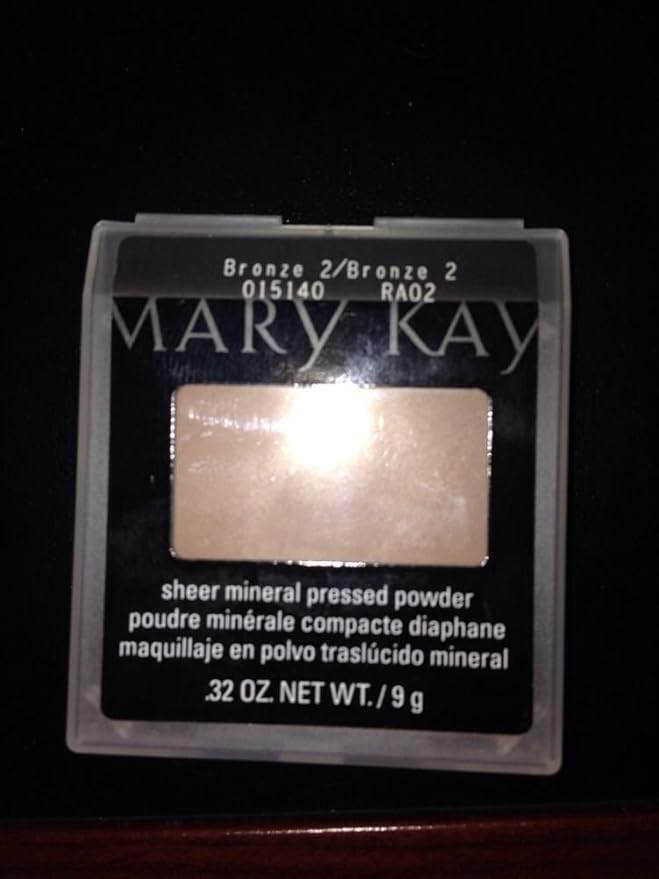 Bronze 2/Bronze 2
015140 RA02
MARY KAY
sheer mineral pressed powder
poudre minérale compacte diaphane
maquillaje en polvo traslúcido mineral
.32 OZ. NET WT. / 9 g